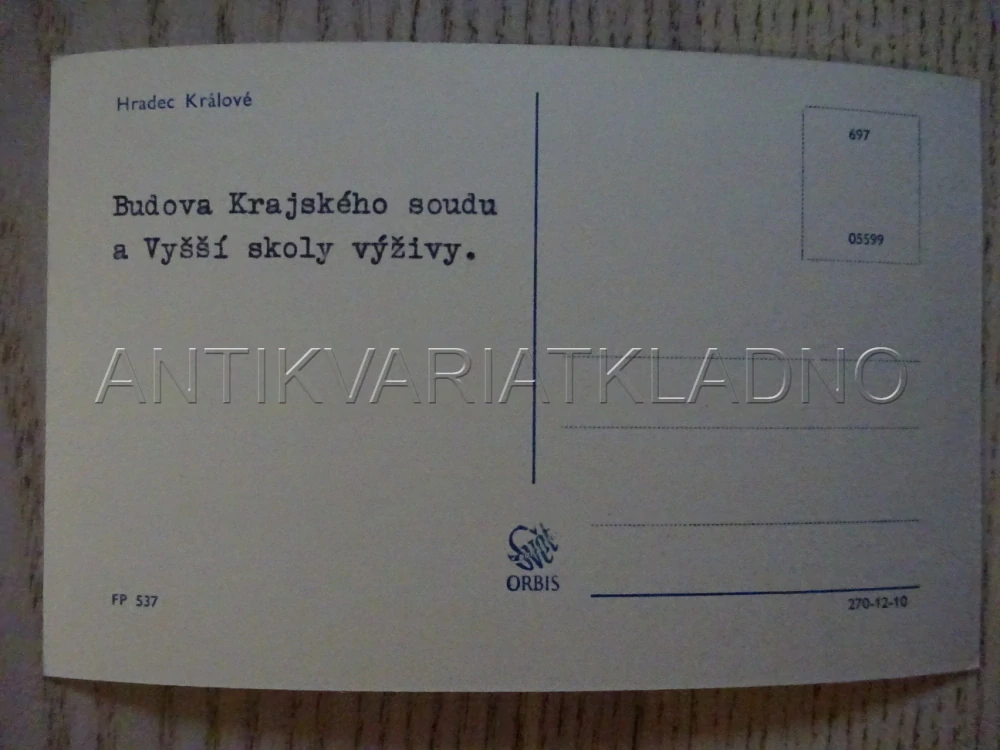 Hradec Králové
697
05599
Budova Krajského soudu
a Vyšší skoly výživy.
ANTIKVARIATKLADNO
Svět
ORBIS
FP 537
270-12-10